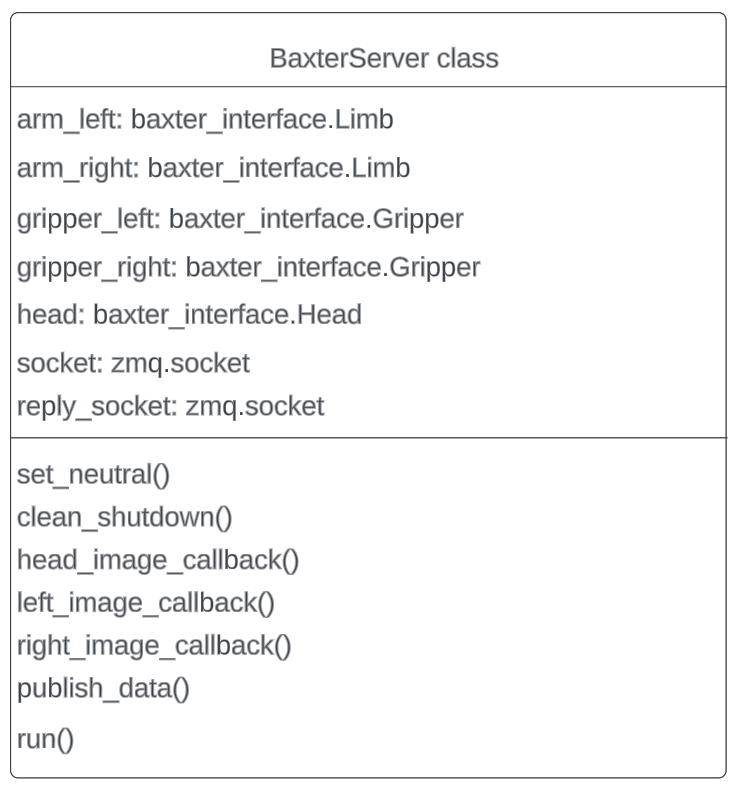 BaxterServer class
arm_left: baxter_interface.Limb
arm_right: baxter_interface.Limb
gripper_left: baxter_interface.Gripper
gripper_right: baxter_interface.Gripper
head: baxter_interface.Head
socket: zmq.socket
reply_socket: zmq.socket
set_neutral()
clean_shutdown()
head_image_callback()
left_image_callback()
right_image_callback()
publish_data()
run()